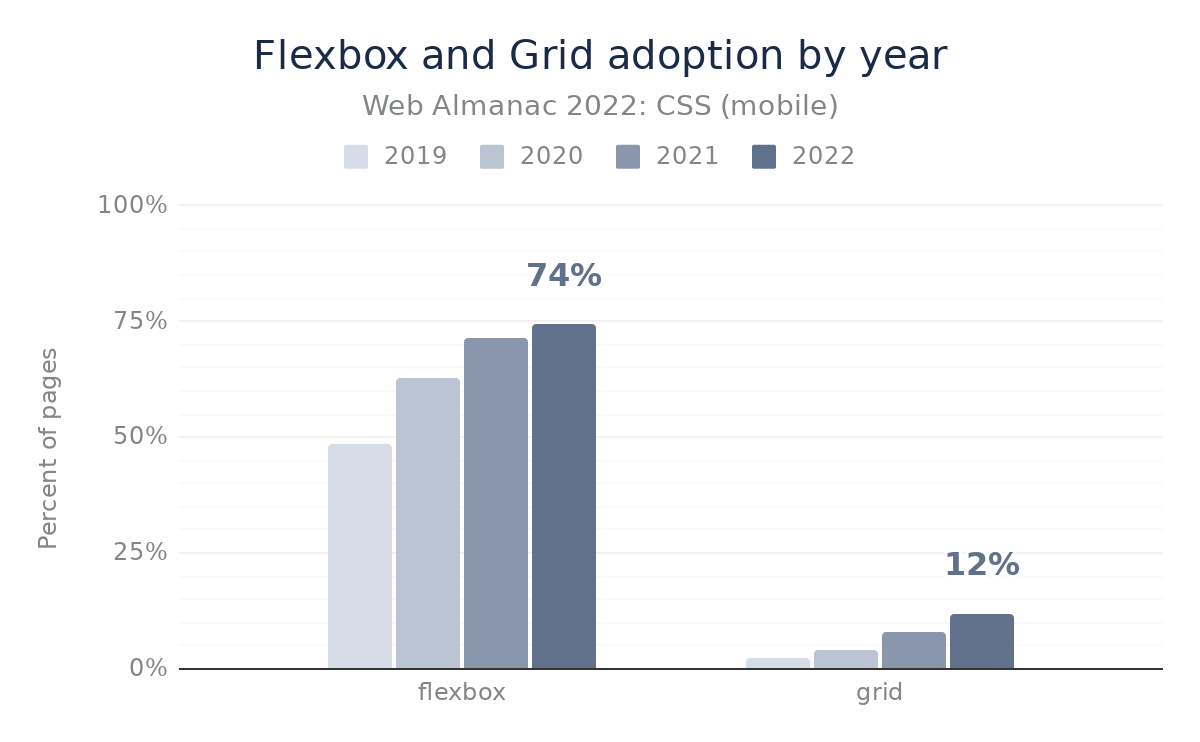 Flexbox and Grid adoption by year
Web Almanac 2022: CSS (mobile)
2019 2020 2021 2022
100%
75%
50%
25%
0%
Percent of pages
74%
12%
flexbox grid